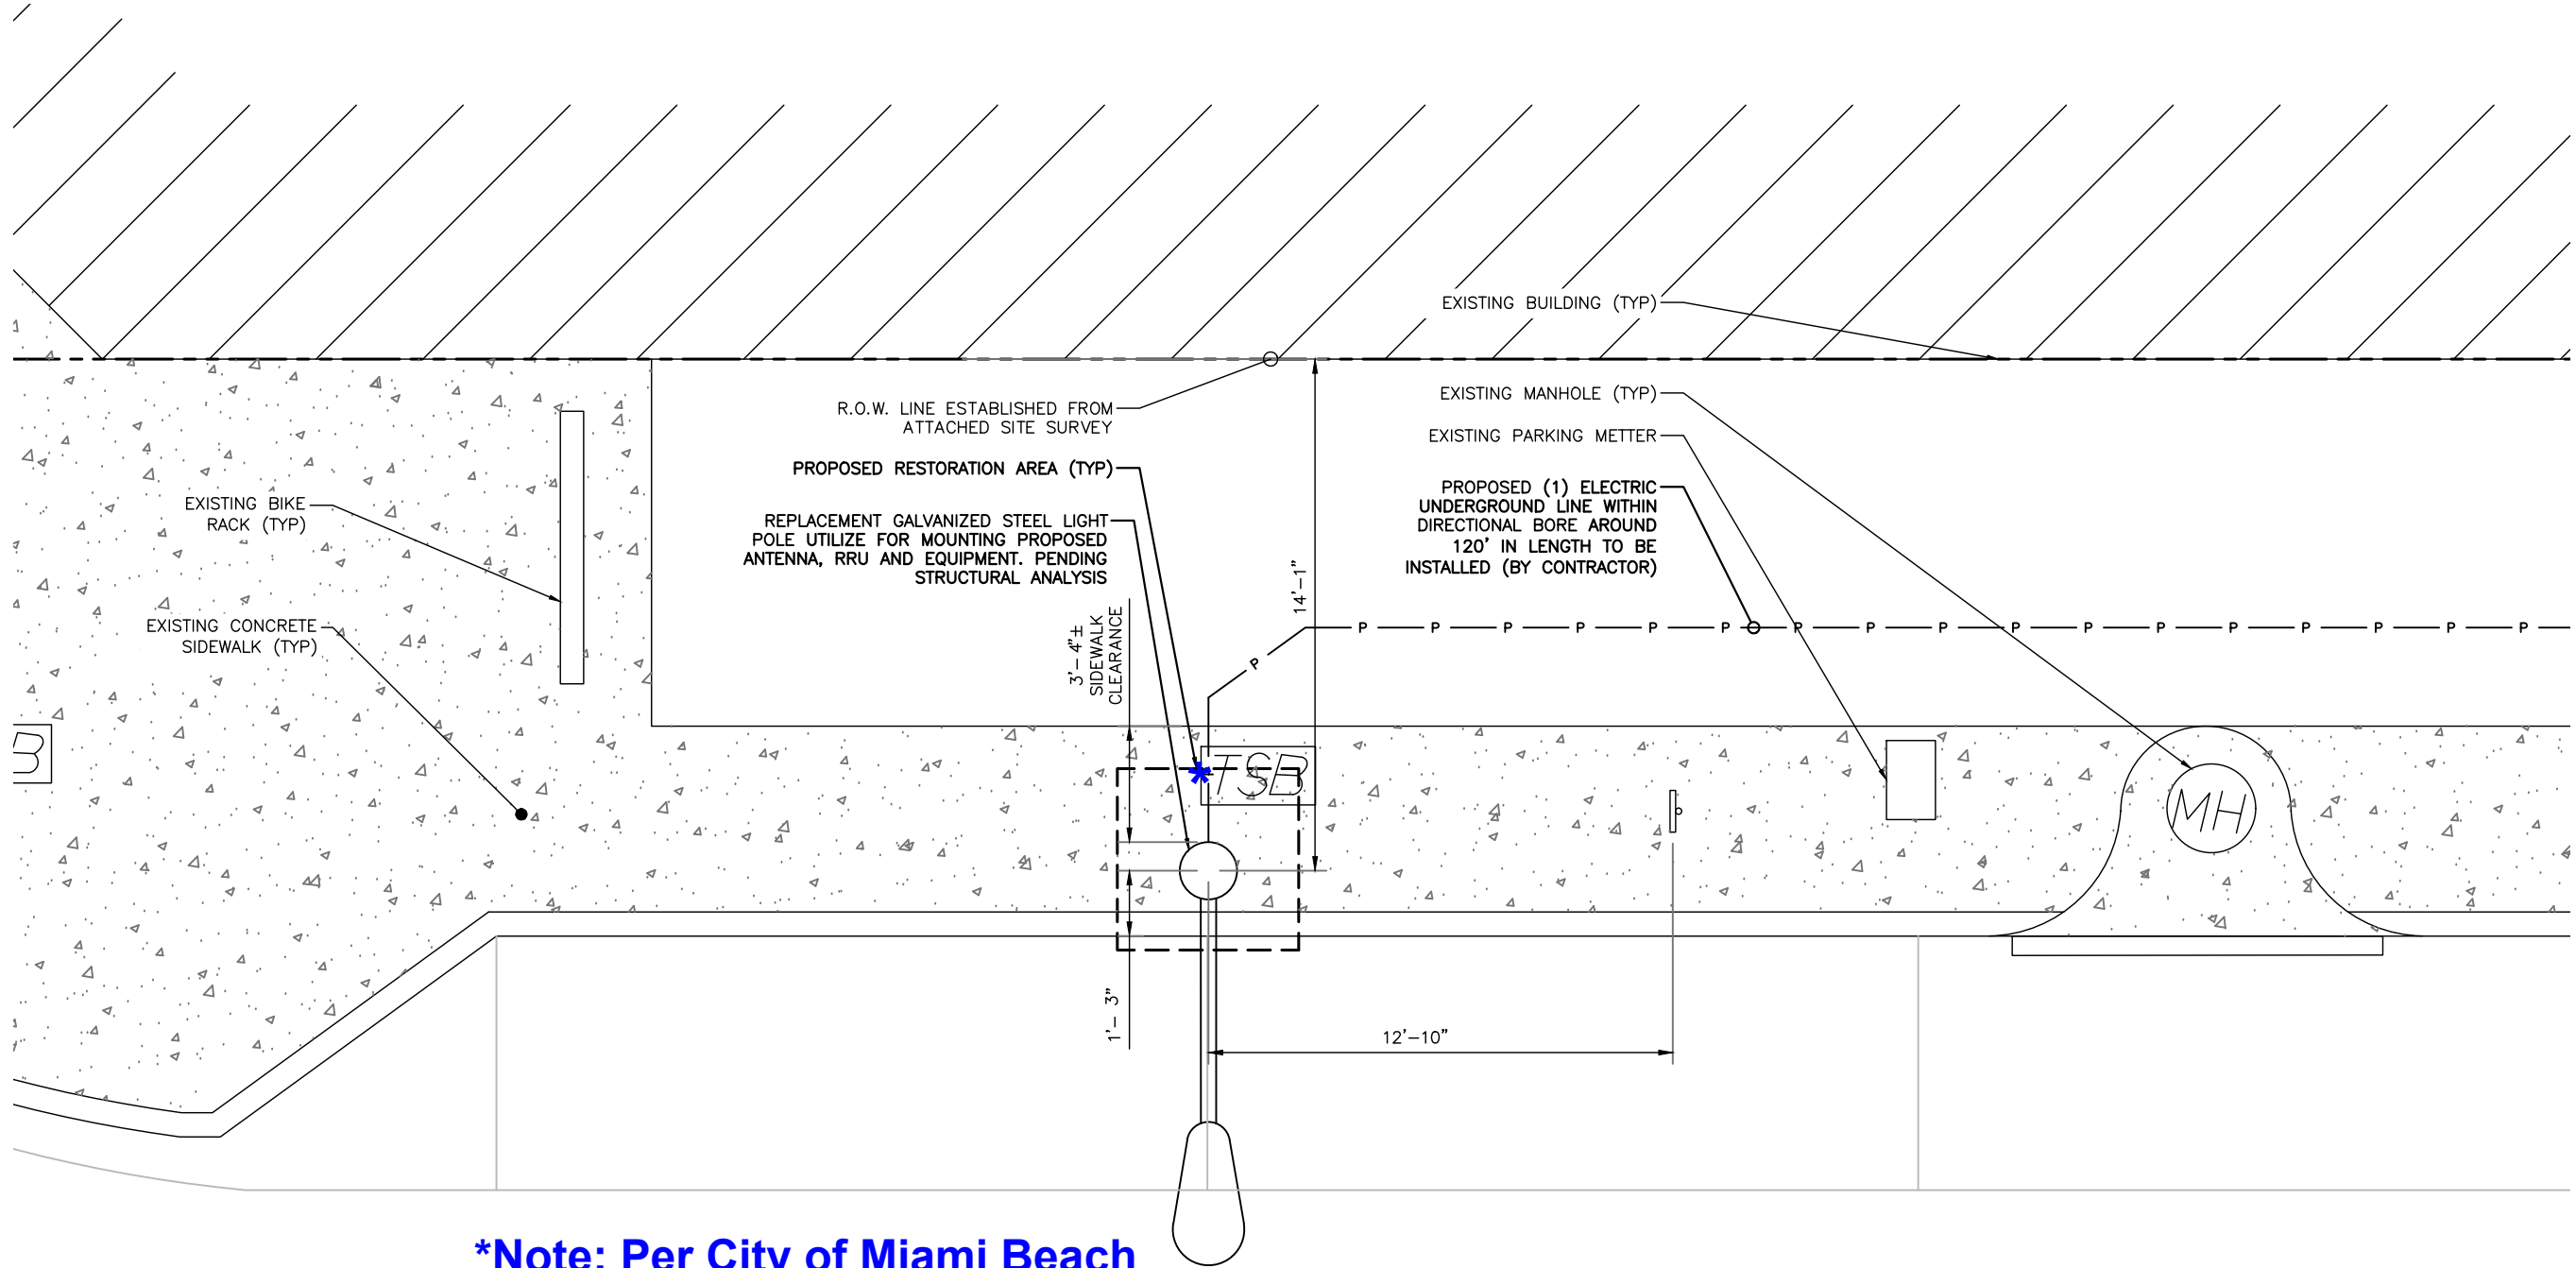 EXISTING BUILDING (TYP)
R.O.W. LINE ESTABLISHED FROM
ATTACHED SITE SURVEY
EXISTING MANHOLE (TYP)
EXISTING PARKING METTER
PROPOSED RESTORATION AREA (TYP)
PROPOSED (1) ELECTRIC
UNDERGROUND LINE WITHIN
DIRECTIONAL BORE AROUND
120' IN LENGTH TO BE
INSTALLED (BY CONTRACTOR)
EXISTING BIKE
RACK (TYP)
REPLACEMENT GALVANIZED STEEL LIGHT
POLE UTILIZE FOR MOUNTING PROPOSED
ANTENNA, RRU AND EQUIPMENT. PENDING
STRUCTURAL ANALYSIS
EXISTING CONCRETE
SIDEWALK (TYP)
3'-4"±
SIDEWALK
CLEARANCE
14'-1"
P P P P P P P P P P P P P P P P P P
P
B
*TSB
MH
1'- 3"
12'-10"
*Note: Per City of Miami Beach